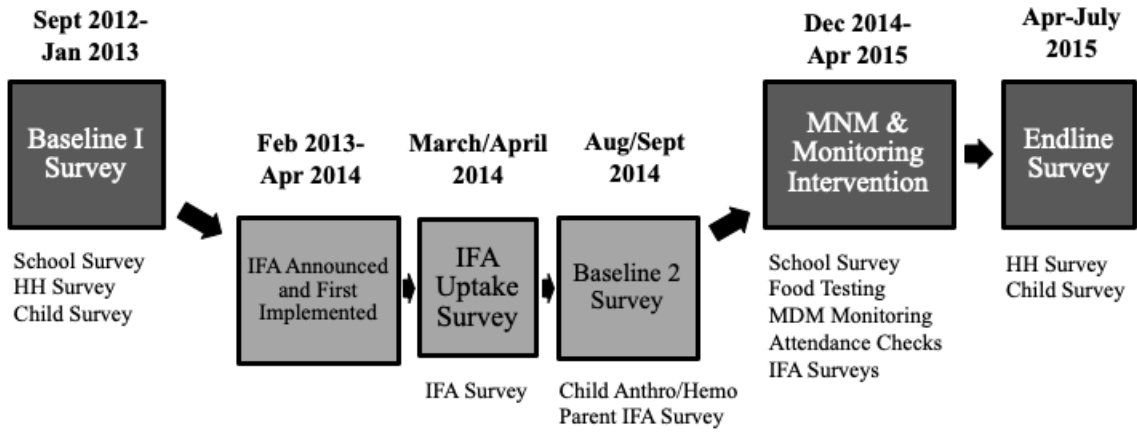 Sept 2012-
Jan 2013
Baseline I
Survey
School Survey
HH Survey
Child Survey
Feb 2013-
Apr 2014
IFA Announced
and First
Implemented
March/April
2014
IFA
Uptake
Survey
IFA Survey
Aug/Sept
2014
Baseline 2
Survey
Child Anthro/Hemo
Parent IFA Survey
Dec 2014-
Apr 2015
MNM &
Monitoring
Intervention
School Survey
Food Testing
MDM Monitoring
Attendance Checks
IFA Surveys
Apr-July
2015
Endline
Survey
HH Survey
Child Survey